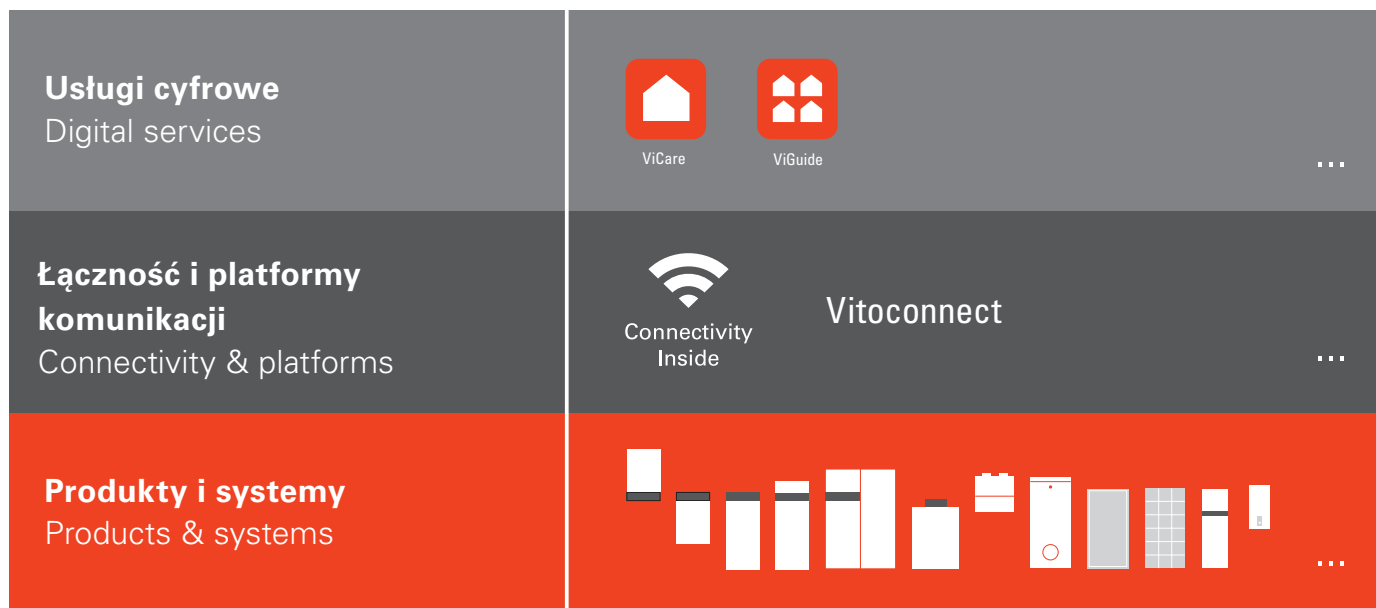 Usługi cyfrowe
Digital services
ViCare
ViGuide
...
Łączność i platformy
komunikacji
Connectivity & platforms
Connectivity
Inside
Vitoconnect
...
Produkty i systemy
Products & systems
...